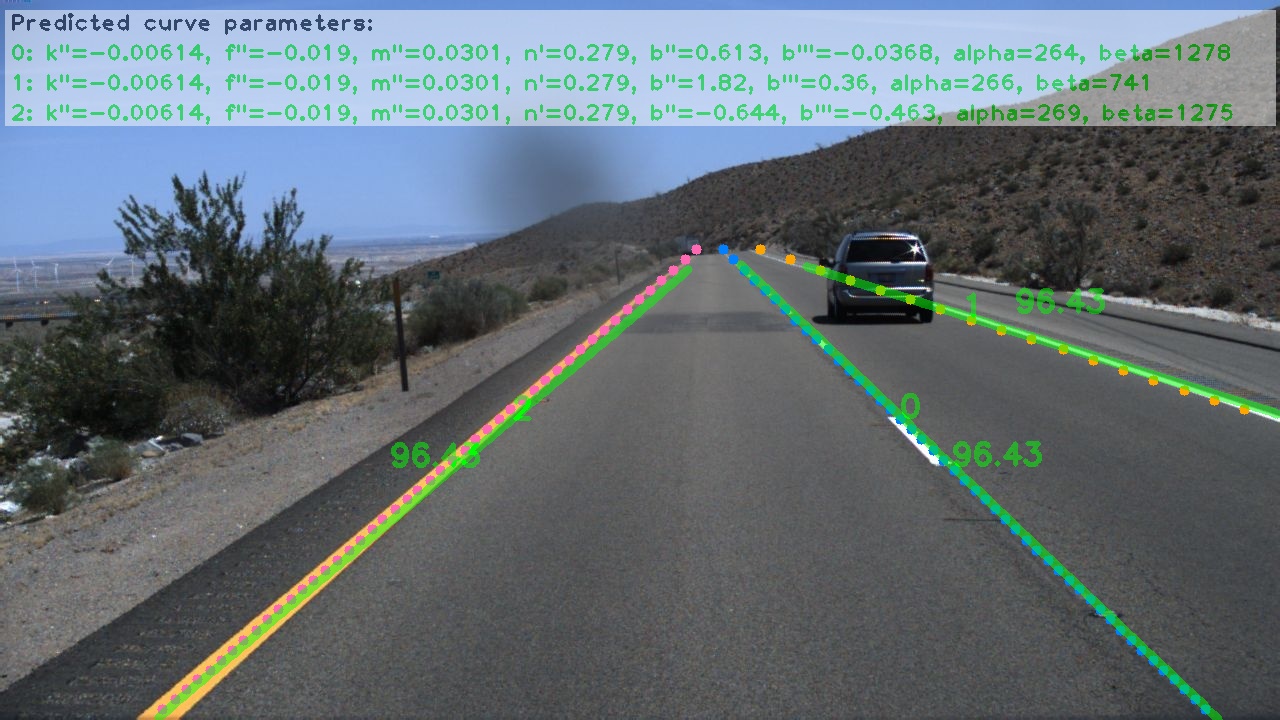 Predicted curve parameters:
0: k''=-0.00614, f''=-0.019, m''=0.0301, n'=0.279, b''=0.613, b'''=-0.0368, alpha=264, beta=1278
1: k''=-0.00614, f''=-0.019, m''=0.0301, n'=0.279, b''=1.82, b'''=0.36, alpha=266, beta=741
2: k''=-0.00614, f''=-0.019, m''=0.0301, n'=0.279, b''=-0.644, b'''=-0.463, alpha=269, beta=1275
1 96.43
2
0
96.43
96.43